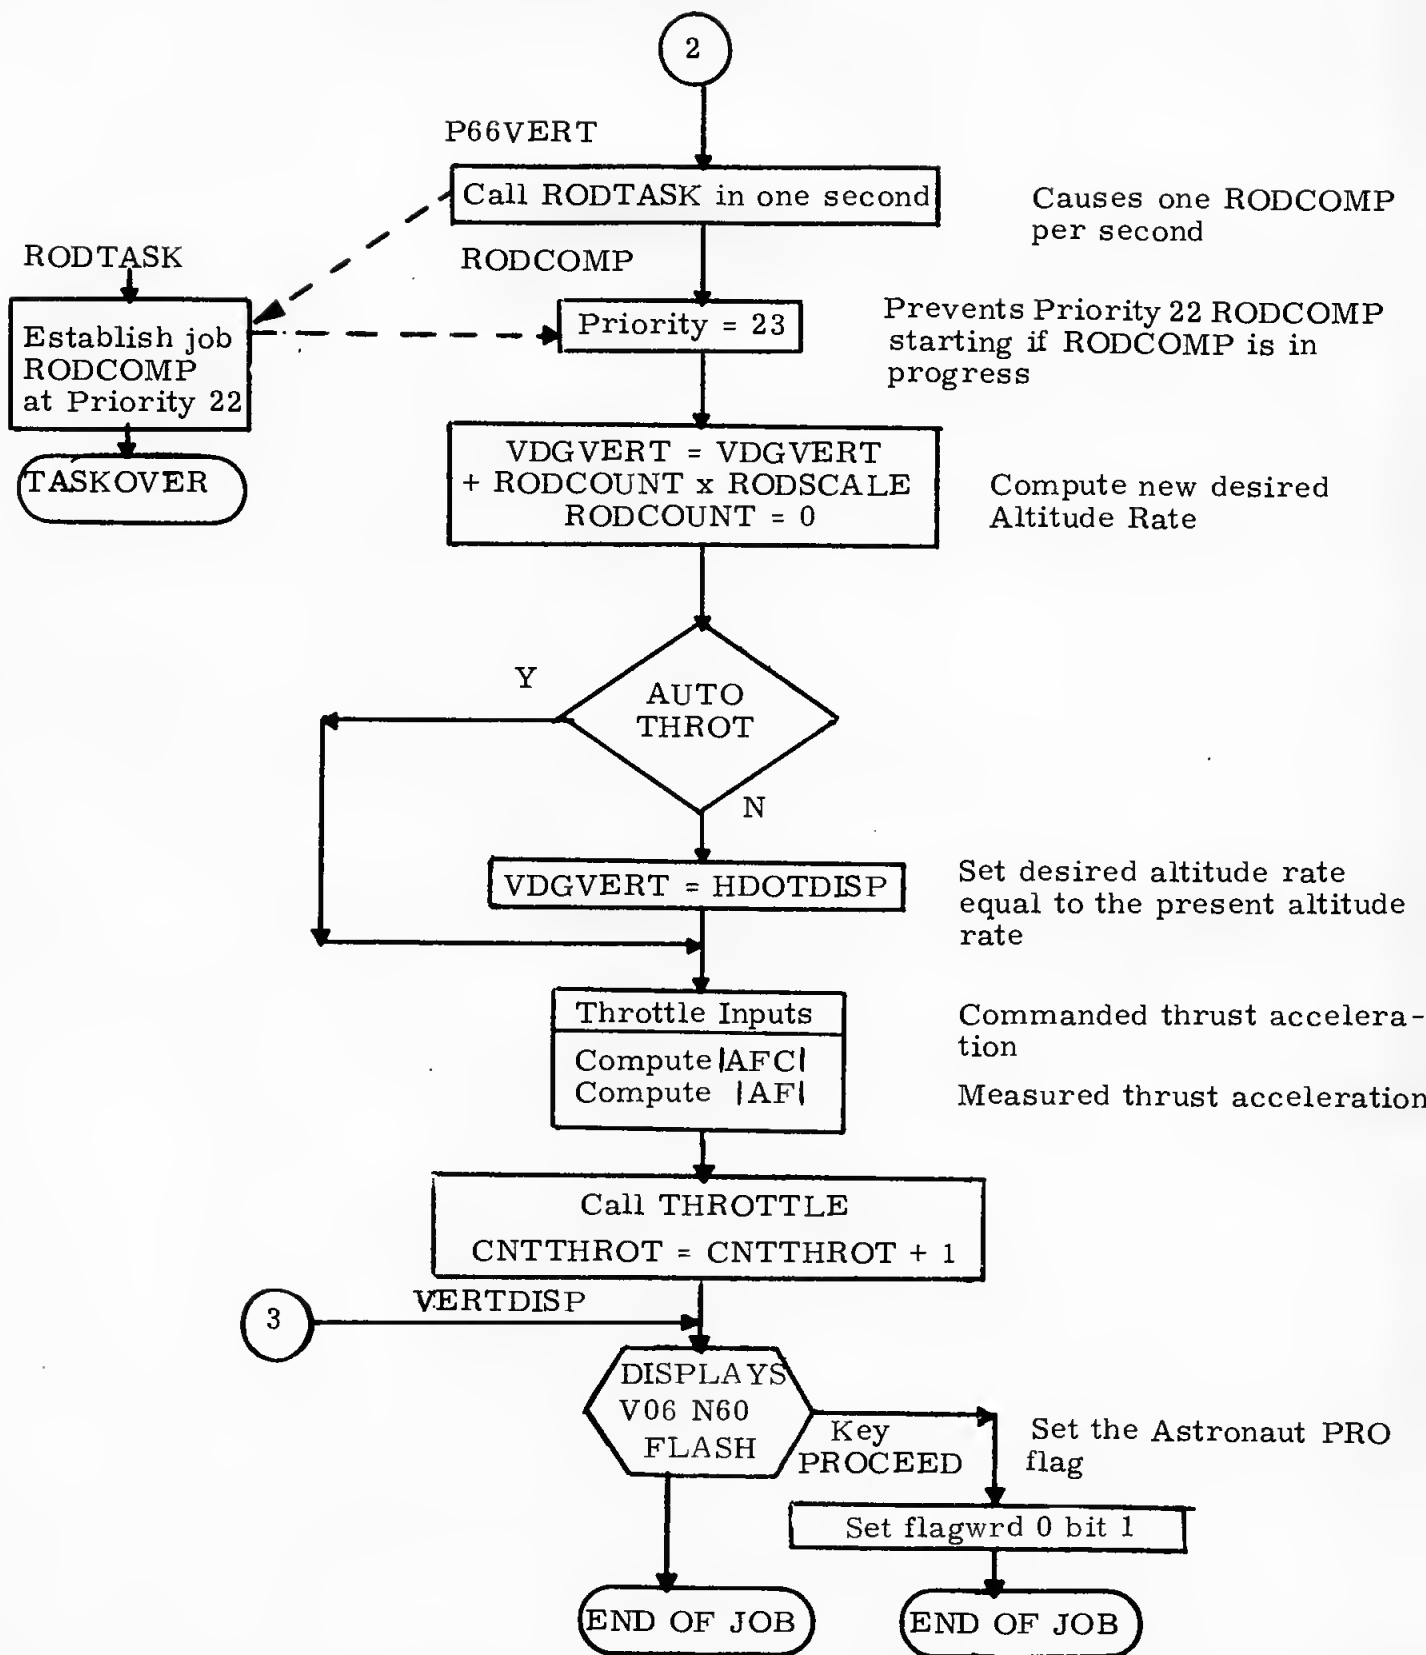 2
P66VERT
Call RODTASK in one second
Causes one RODCOMP
per second
RODTASK
RODCOMP
Establish job
RODCOMP
at Priority 22
Priority = 23
Prevents Priority 22 RODCOMP
starting if RODCOMP is in
progress
TASKOVER
VDGVERT = VDGVERT
+ RODCOUNT x RODSCALE
RODCOUNT = 0
Compute new desired
Altitude Rate
Y
AUTO
THROT
N
VDGVERT = HDOTDISP
Set desired altitude rate
equal to the present altitude
rate
Throttle Inputs
Compute |AFC|
Compute |AF|
Commanded thrust accelera-
tion
Measured thrust acceleration
Call THROTTLE
CNTTHROT = CNTTHROT + 1
3
VERTDISP
DISPLAYS
V06 N60
FLASH
Key
PROCEED
Set the Astronaut PRO
flag
Set flagwrd 0 bit 1
END OF JOB
END OF JOB